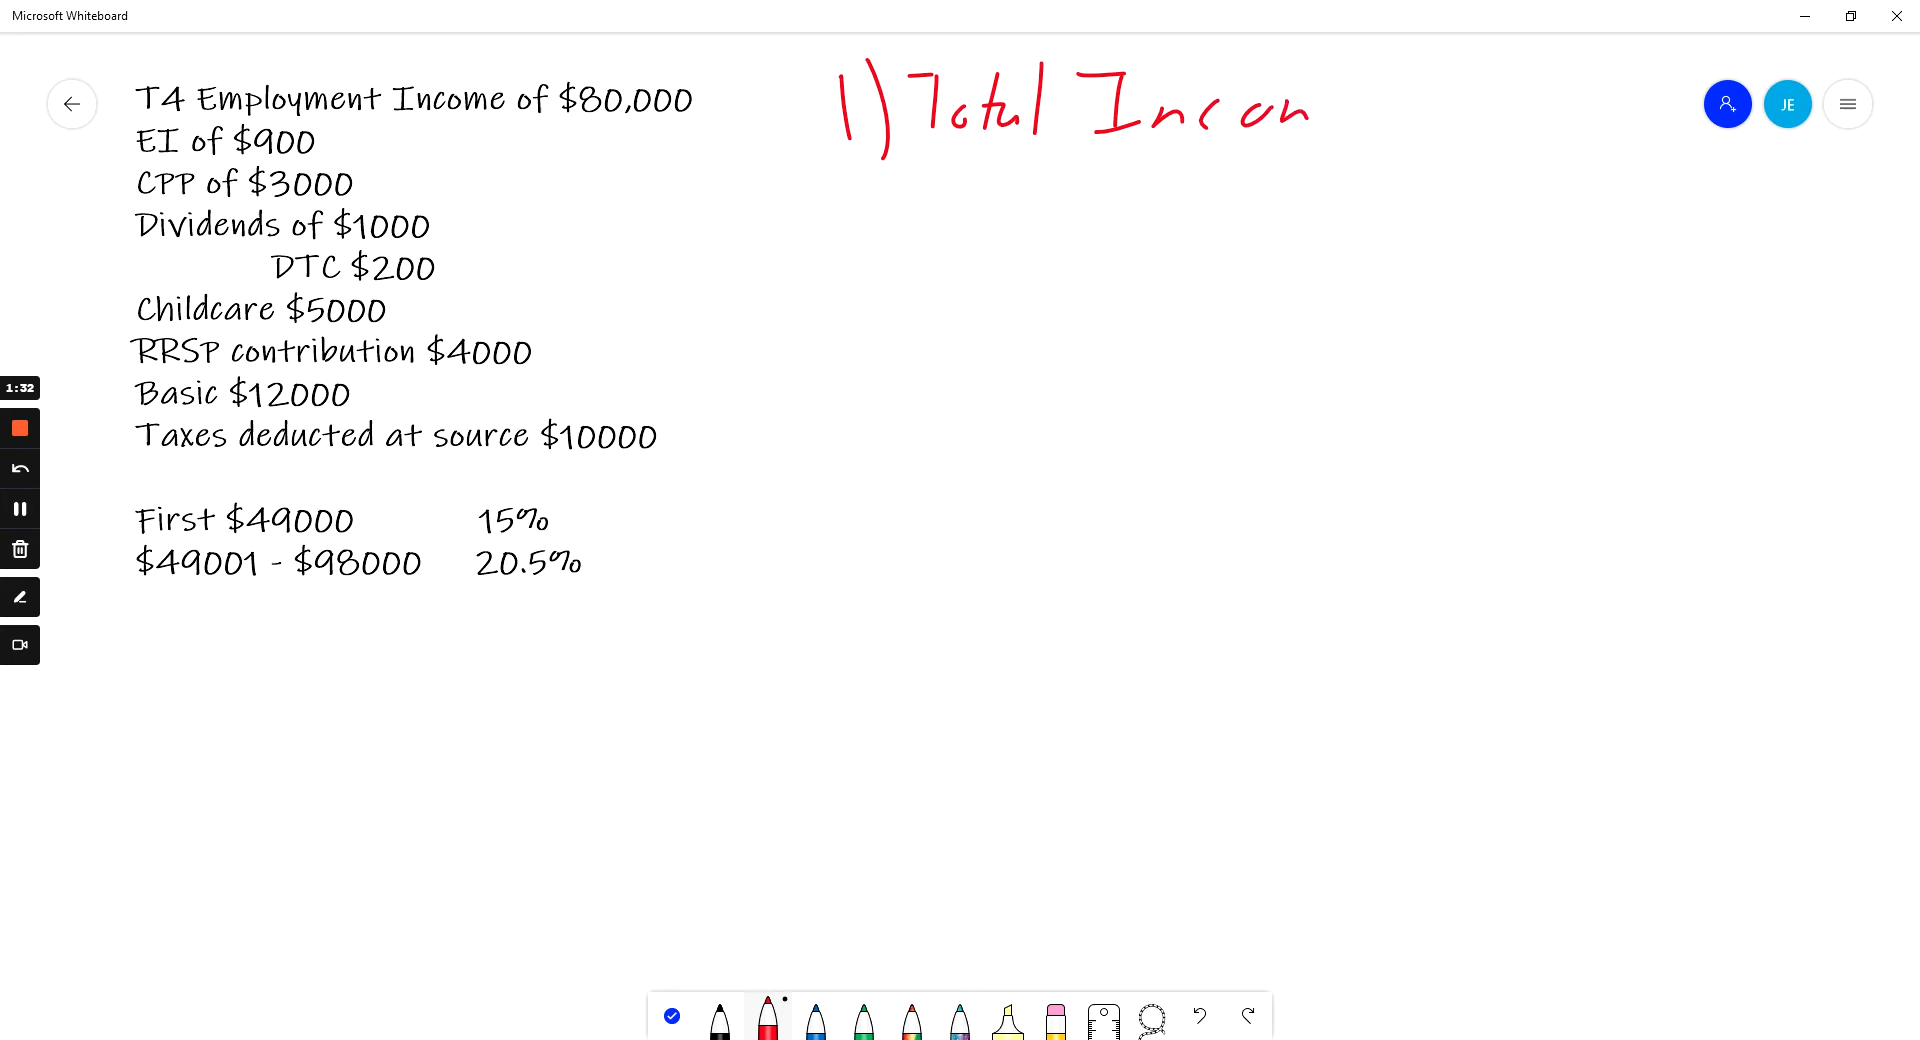 Microsoft Whiteboard
T4 Employment Income of $80,000
EI of $900
CPP of $3000
Dividends of $1000
DTC $200
Childcare $5000
RRSP contribution $4000
Basic $12000
Taxes deducted at source $10000
First $49000 15%
$49001 - $98000 20.5%
1) Total Incom
JE
1:32